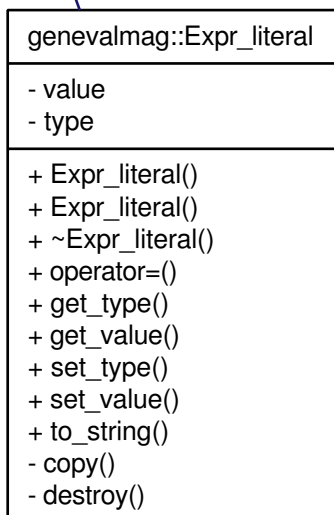 genevalmag::Expr_literal
- value
- type
+ Expr_literal()
+ Expr_literal()
+ ~Expr_literal()
+ operator=()
+ get_type()
+ get_value()
+ set_type()
+ set_value()
+ to_string()
- copy()
- destroy()